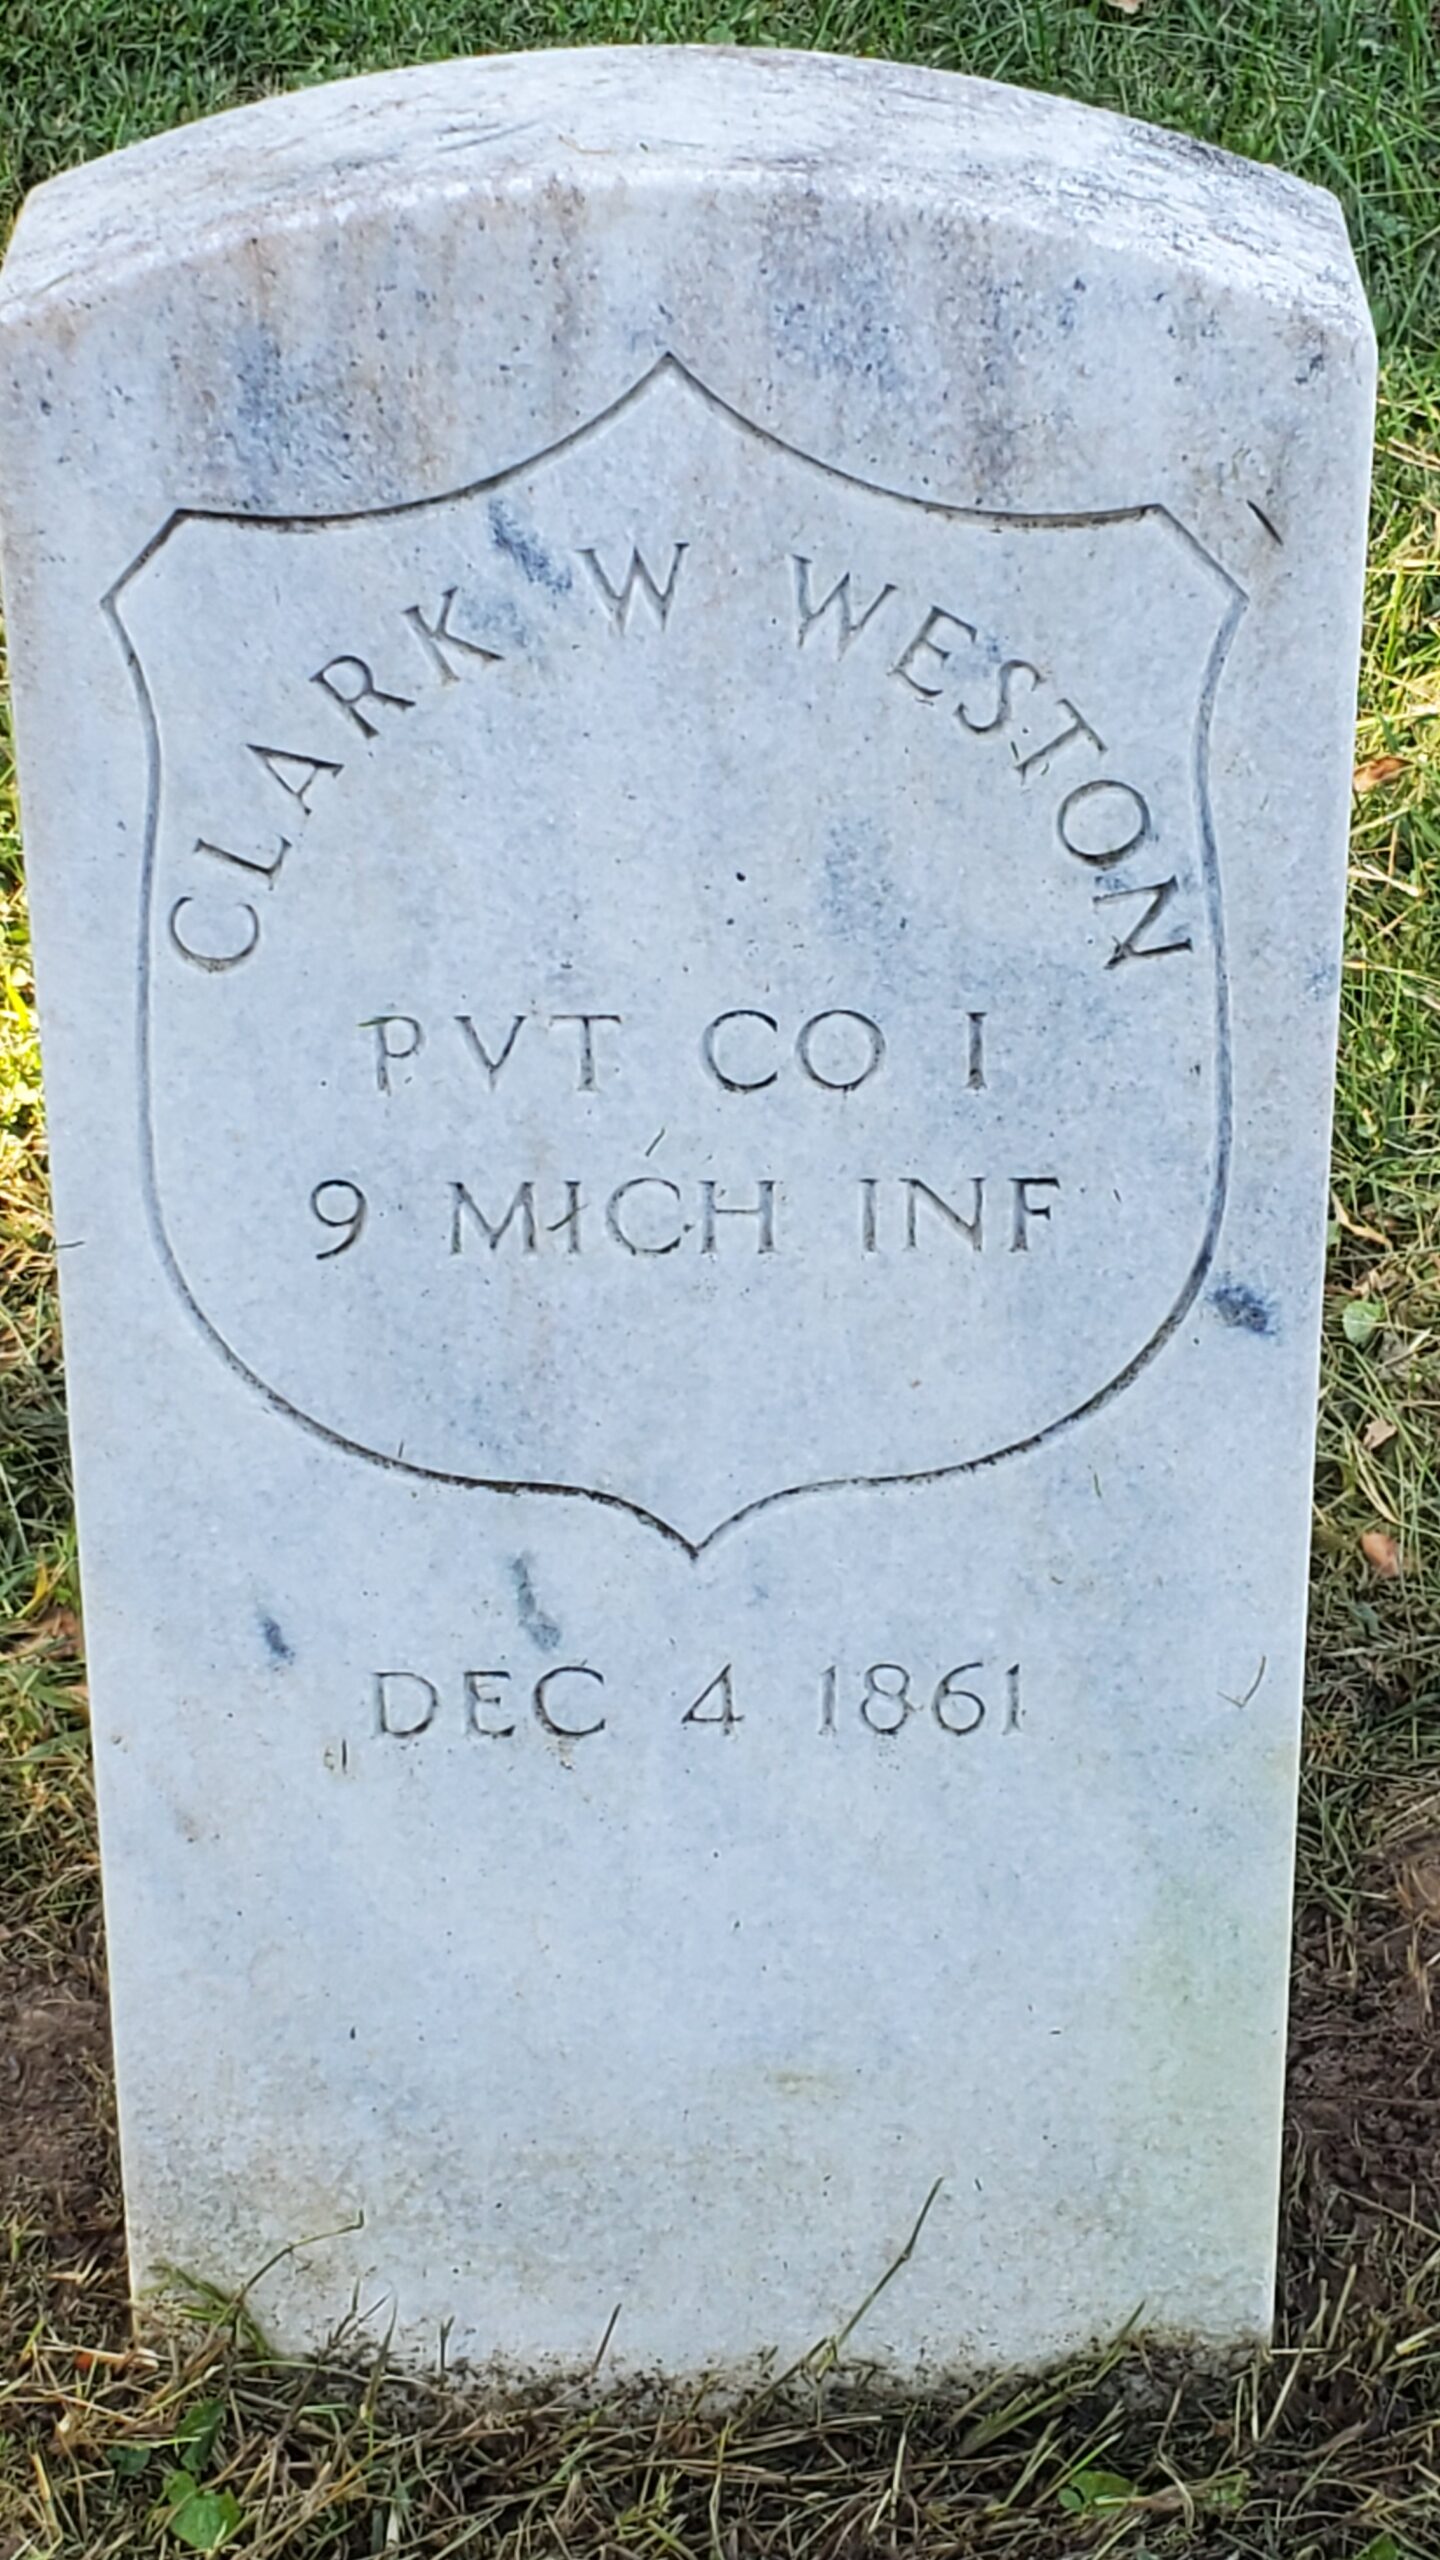 CLARK W WESTON
PVT CO I
9 MICH INF
DEC 4 1861